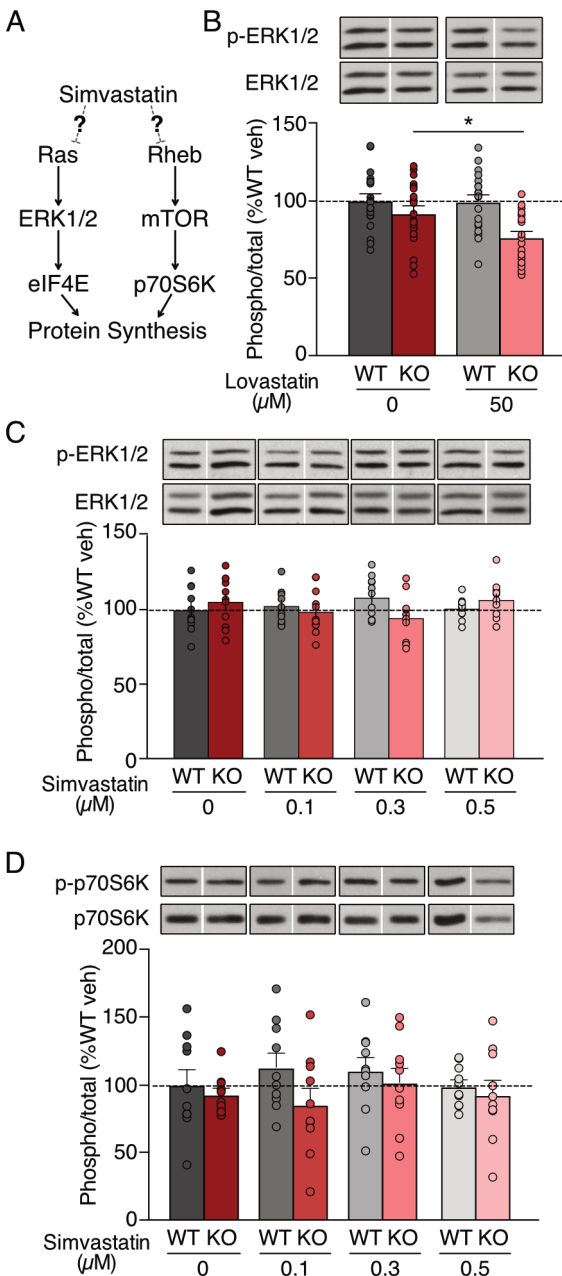 A
Simvastatin
? ?
Ras Rheb
ERK1/2 mTOR
eIF4E p70S6K
Protein Synthesis
B
p-ERK1/2
ERK1/2
Phospho/total (%WT veh)
150
100
50
0
*
WT KO WT KO
Lovastatin
(µM)
0 50
C
p-ERK1/2
ERK1/2
Phospho/total (%WT veh)
150
100
50
0
WT KO WT KO WT KO WT KO
Simvastatin
(µM)
0 0.1 0.3 0.5
D
p-p70S6K
p70S6K
Phospho/total (%WT veh)
200
150
100
50
0
WT KO WT KO WT KO WT KO
Simvastatin
(µM)
0 0.1 0.3 0.5